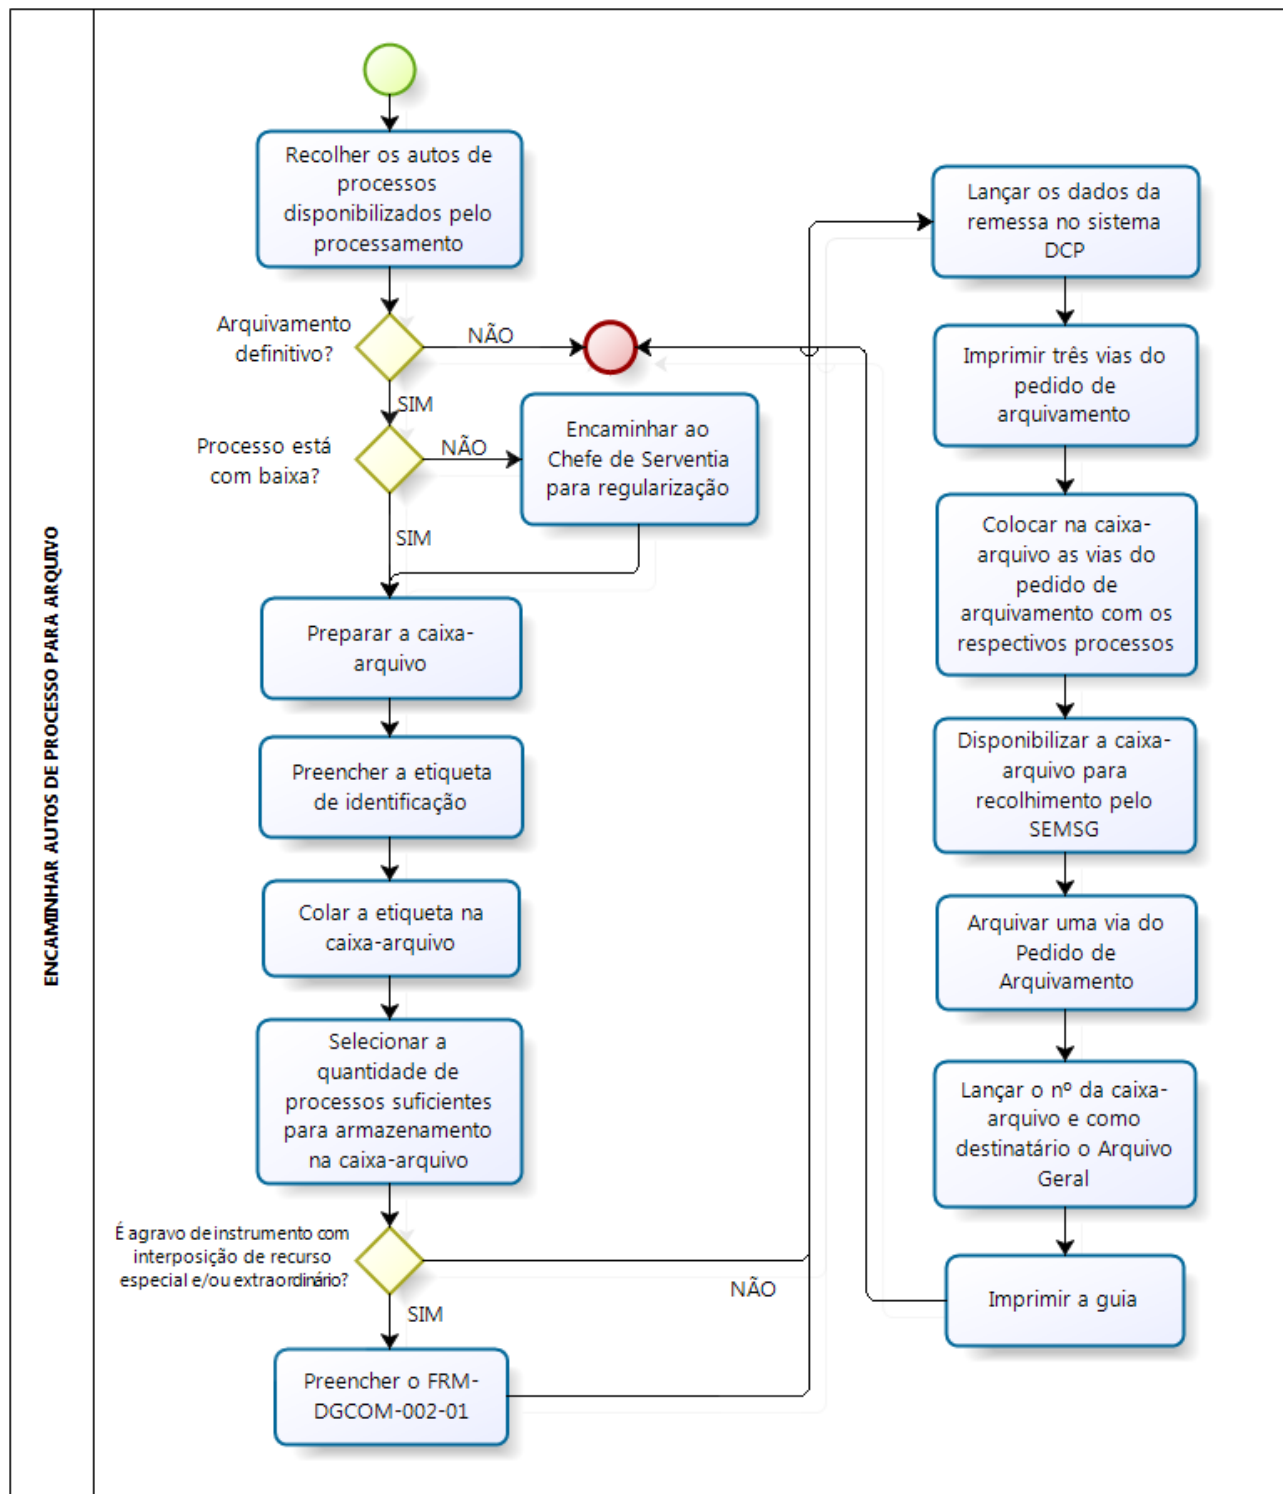 ENCAMINHAR AUTOS DE PROCESSO PARA ARQUIVO
Recolher os autos de
processos
disponibilizados pelo
processamento
Arquivamento
definitivo?
NÃO
SIM
Processo está
com baixa?
NÃO
Encaminhar ao
Chefe de Serventia
para regularização
SIM
Preparar a caixa-
arquivo
Preencher a etiqueta
de identificação
Colar a etiqueta na
caixa-arquivo
Selecionar a
quantidade de
processos suficientes
para armazenamento
na caixa-arquivo
É agravo de instrumento com
interposição de recurso
especial e/ou extraordinário?
NÃO
SIM
Preencher o FRM-
DGCOM-002-01
Lançar os dados da
remessa no sistema
DCP
Imprimir três vias do
pedido de
arquivamento
Colocar na caixa-
arquivo as vias do
pedido de
arquivamento com os
respectivos processos
Disponibilizar a caixa-
arquivo para
recolhimento pelo
SEMSG
Arquivar uma via do
Pedido de
Arquivamento
Lançar o nº da caixa-
arquivo e como
destinatário o Arquivo
Geral
Imprimir a guia